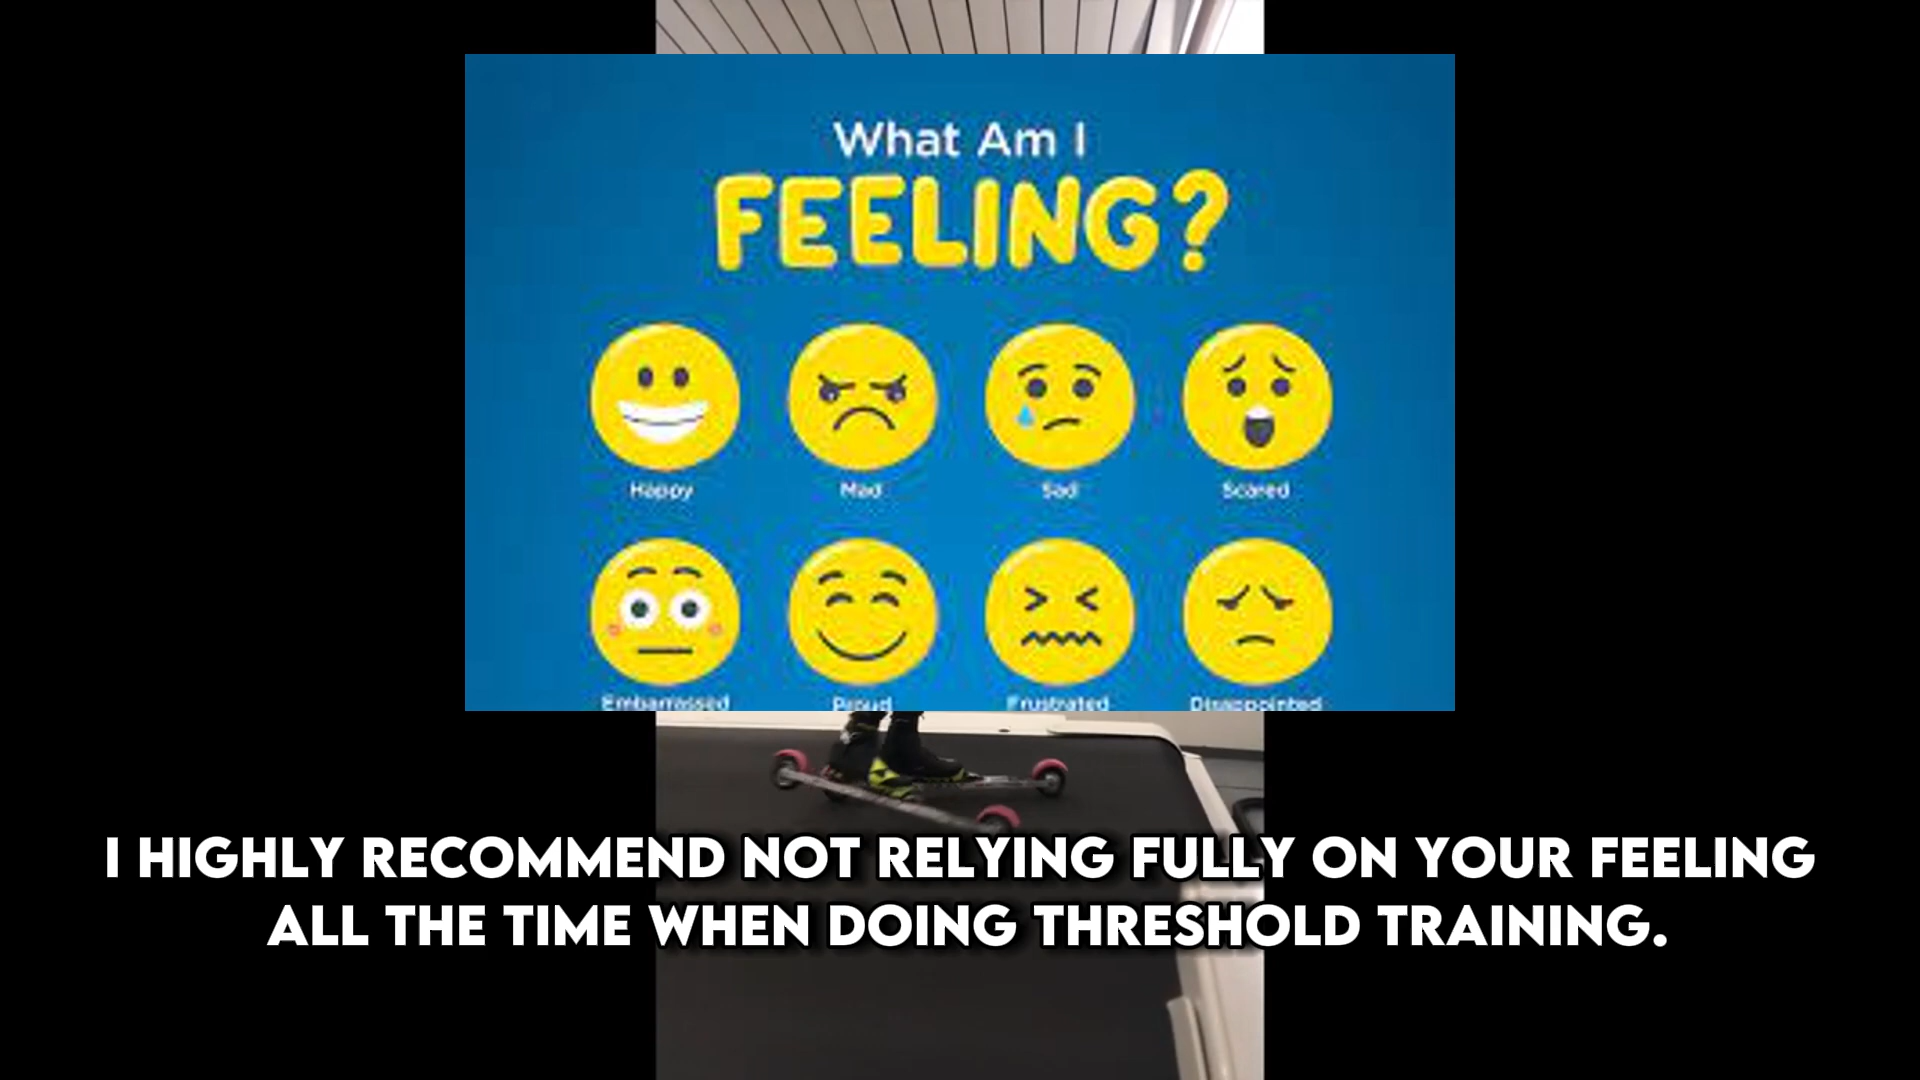 What Am I
FEELING?
Happy Mad Sad Scared
Embarrassed Proud Frustrated Disappointed
I HIGHLY RECOMMEND NOT RELYING FULLY ON YOUR FEELING
ALL THE TIME WHEN DOING THRESHOLD TRAINING.